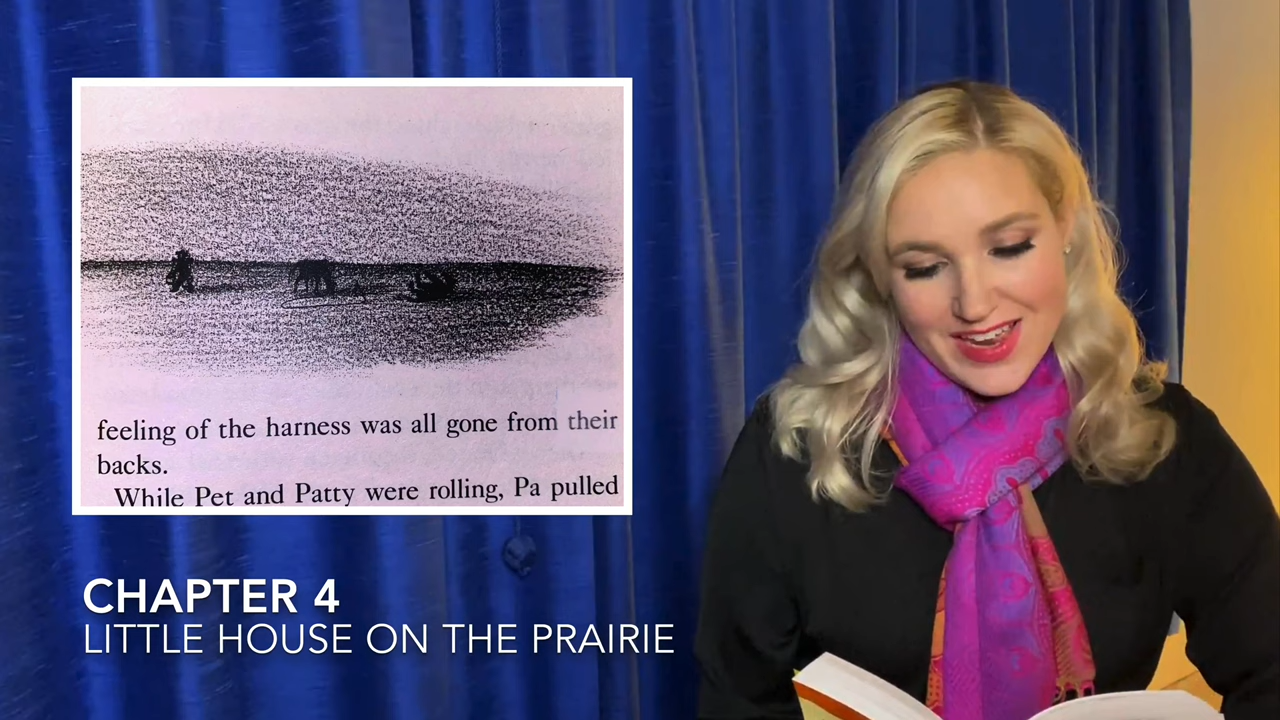 feeling of the harness was all gone from their
backs.
While Pet and Patty were rolling, Pa pulled
CHAPTER 4
LITTLE HOUSE ON THE PRAIRIE